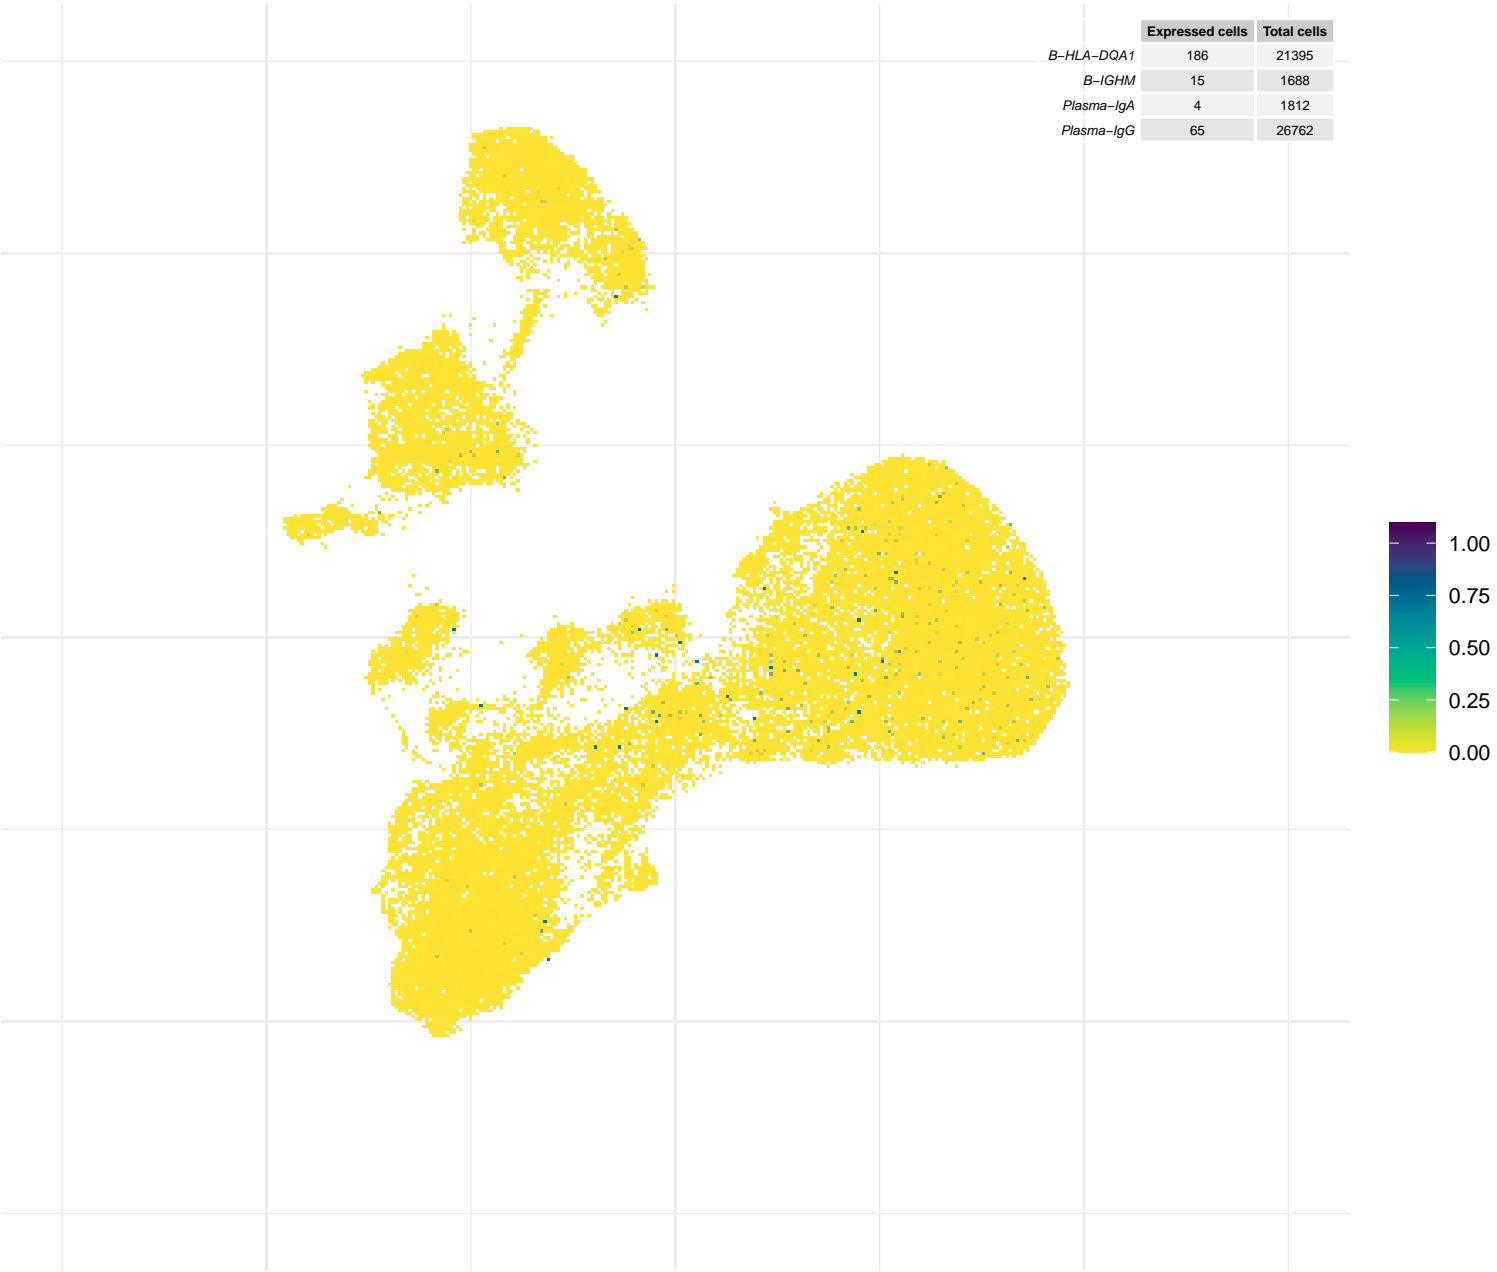 Expressed cells Total cells
B−HLA−DQA1 186 21395
B−IGHM 15 1688
Plasma−IgA 4 1812
Plasma−IgG 65 26762
1.00
0.75
0.50
0.25
0.00